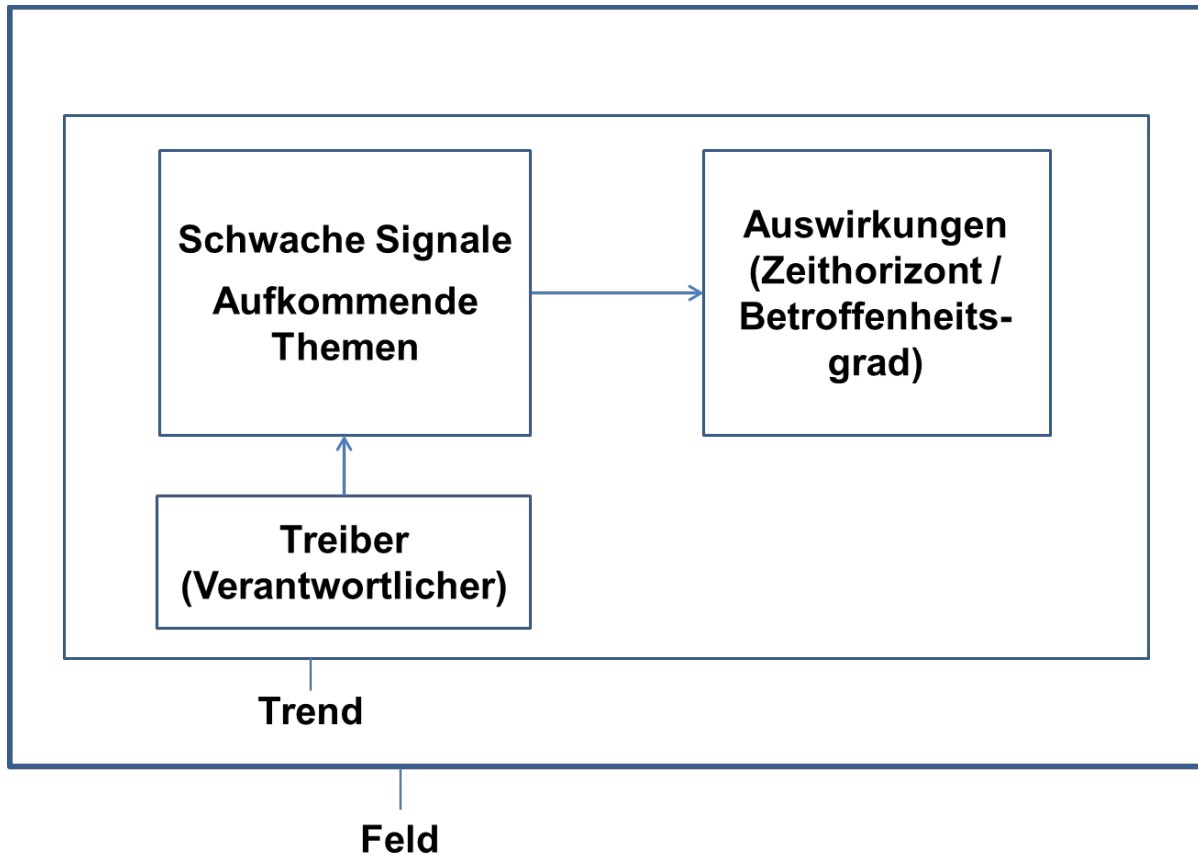 Schwache Signale
Aufkommende
Themen
Auswirkungen
(Zeithorizont /
Betroffenheits-
grad)
Treiber
(Verantwortlicher)
Trend
Feld